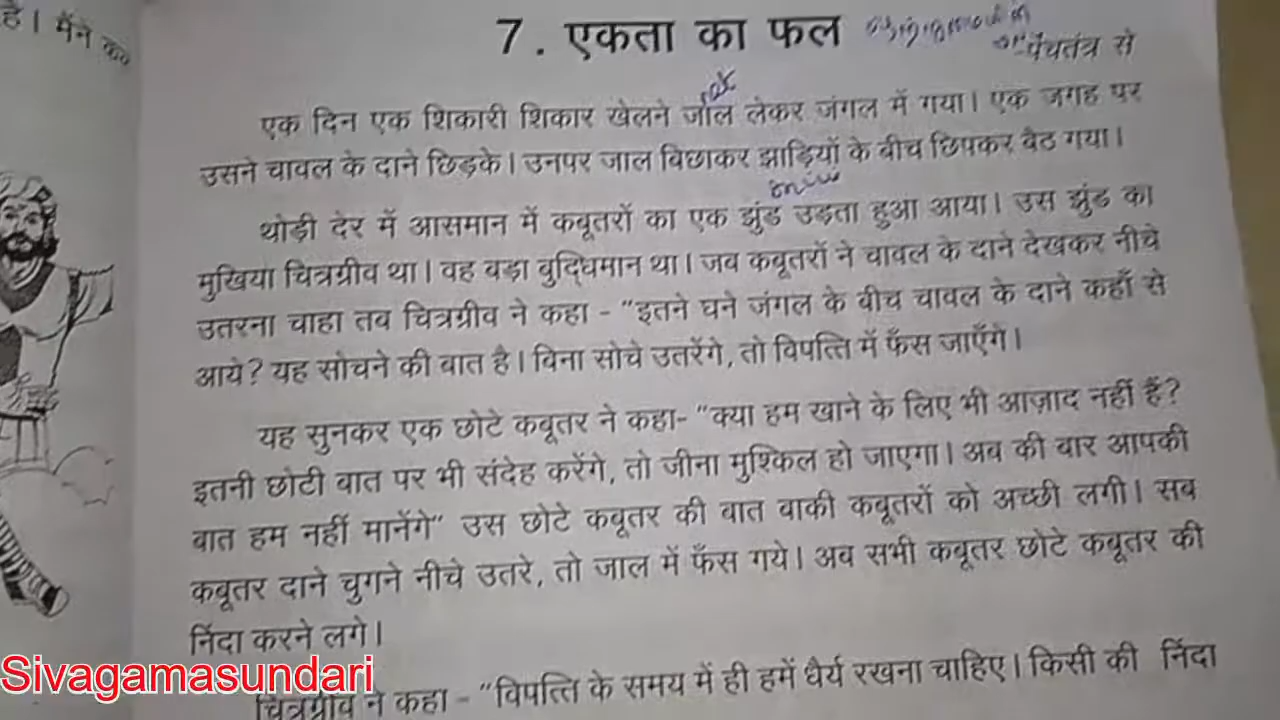 है। मैंने
7. एकता का फल
-पंचतंत्र से
एक दिन एक शिकारी शिकार खेलने जाल लेकर जंगल में गया। एक जगह पर
उसने चावल के दाने छिड़के। उनपर जाल बिछाकर झाड़ियों के बीच छिपकर बैठ गया।
थोड़ी देर में आसमान में कबूतरों का एक झुंड उड़ता हुआ आया। उस झुंड का
मुखिया चित्रग्रीव था। वह बड़ा बुद्धिमान था। जब कबूतरों ने चावल के दाने देखकर नीचे
उतरना चाहा तब चित्रग्रीव ने कहा - "इतने घने जंगल के बीच चावल के दाने कहाँ से
आये? यह सोचने की बात है। बिना सोचे उतरेंगे, तो विपत्ति में फँस जाएँगे।
यह सुनकर एक छोटे कबूतर ने कहा- "क्या हम खाने के लिए भी आज़ाद नहीं हैं?
इतनी छोटी बात पर भी संदेह करेंगे, तो जीना मुश्किल हो जाएगा। अब की बार आपकी
बात हम नहीं मानेंगे" उस छोटे कबूतर की बात बाकी कबूतरों को अच्छी लगी। सब
कबूतर दाने चुगने नीचे उतरे, तो जाल में फँस गये। अब सभी कबूतर छोटे कबूतर की
निंदा करने लगे।
चित्रग्रीव ने कहा - "विपत्ति के समय में ही हमें धैर्य रखना चाहिए। किसी की निंदा
Sivagamasundari